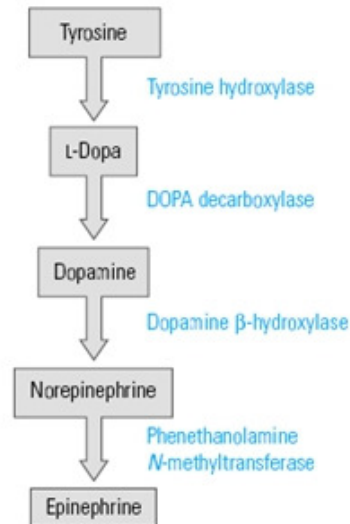 Tyrosine
Tyrosine hydroxylase
L-Dopa
DOPA decarboxylase
Dopamine
Dopamine β-hydroxylase
Norepinephrine
Phenethanolamine
N-methyltransferase
Epinephrine